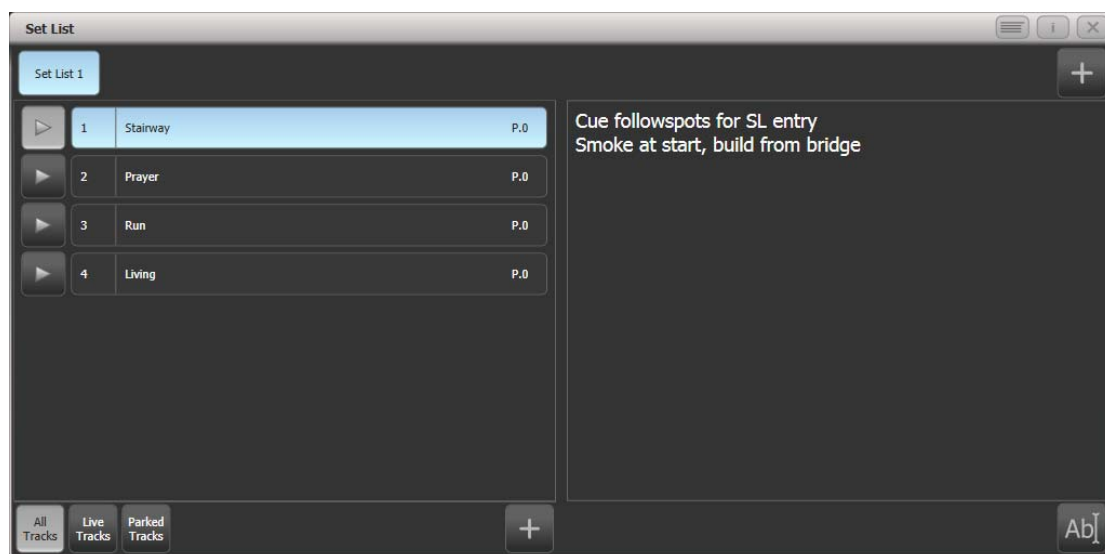 Set List
i
Set List 1
1 Stairway P.0
2 Prayer P.0
3 Run P.0
4 Living P.0
Cue followspots for SL entry
Smoke at start, build from bridge
All Tracks
Live Tracks
Parked Tracks
Ab